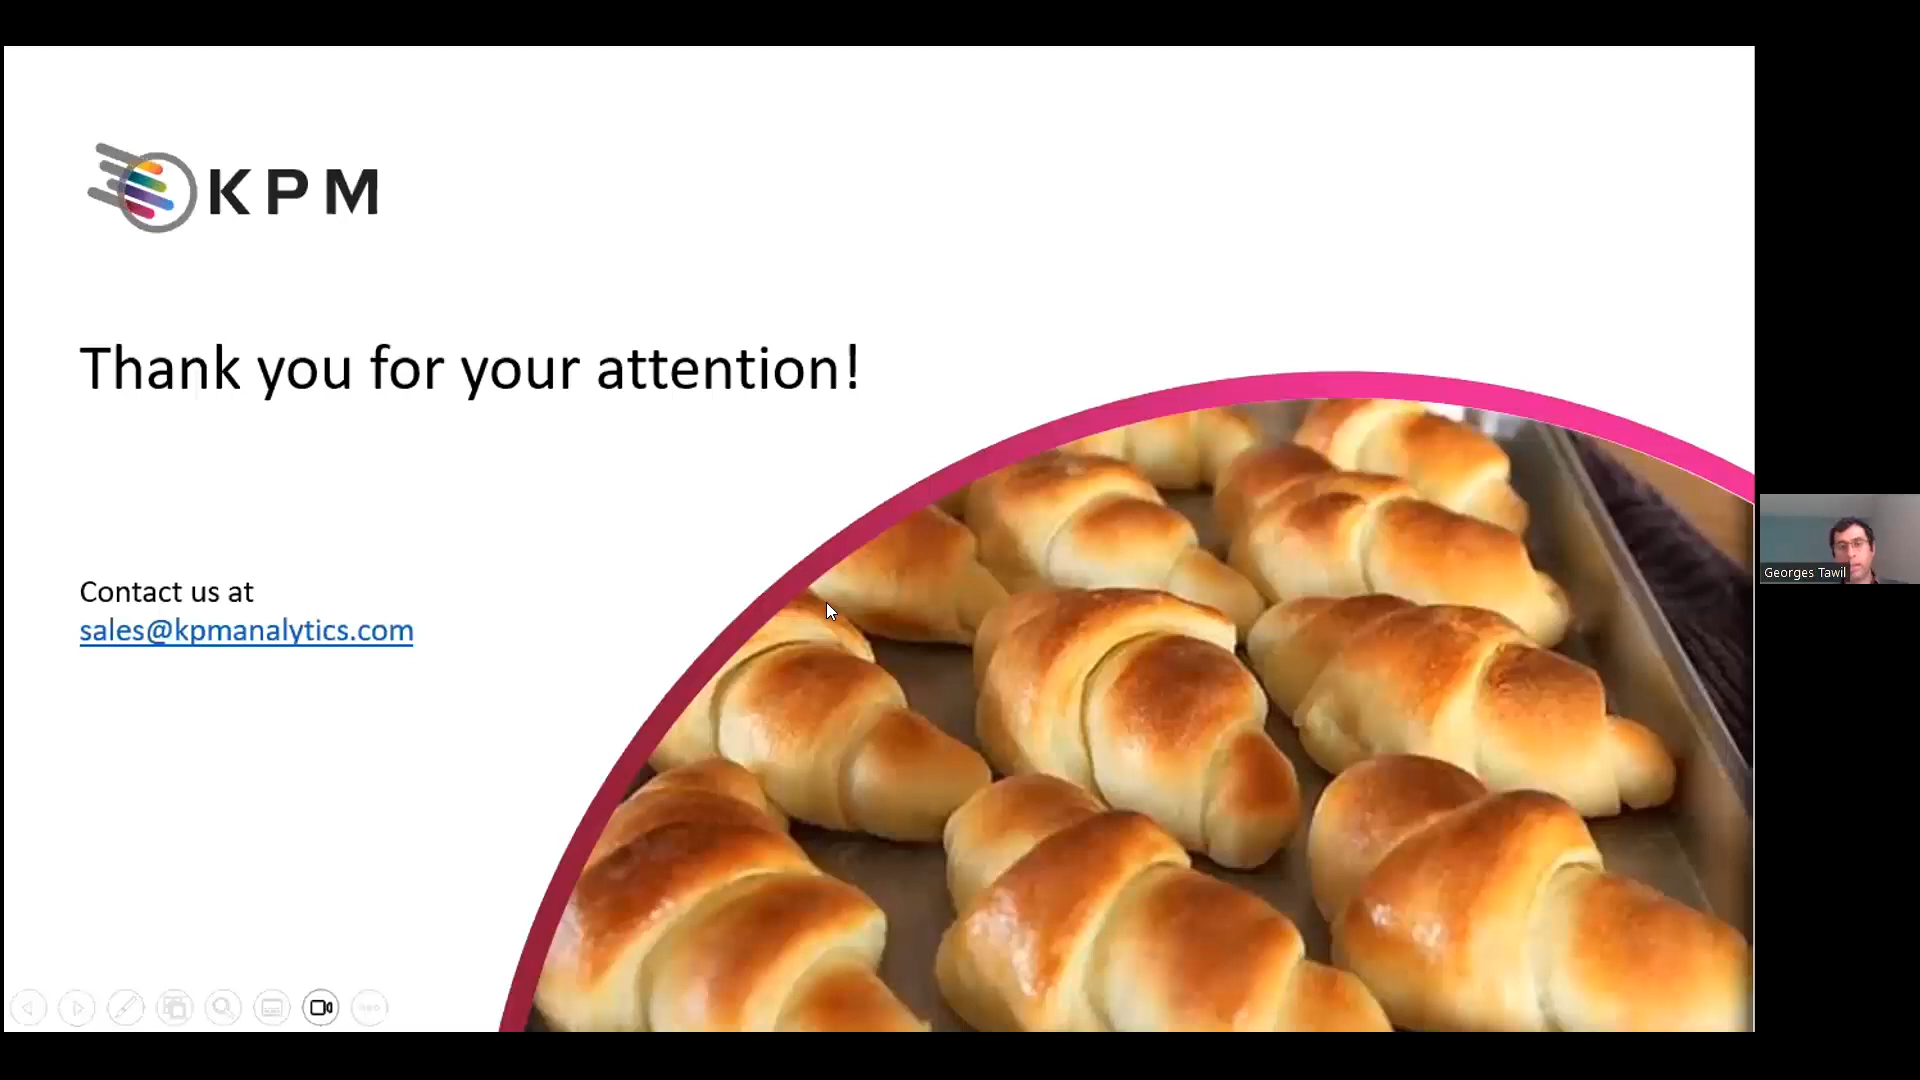 KPM
Thank you for your attention!
Contact us at
sales@kpmanalytics.com
Georges Tawil